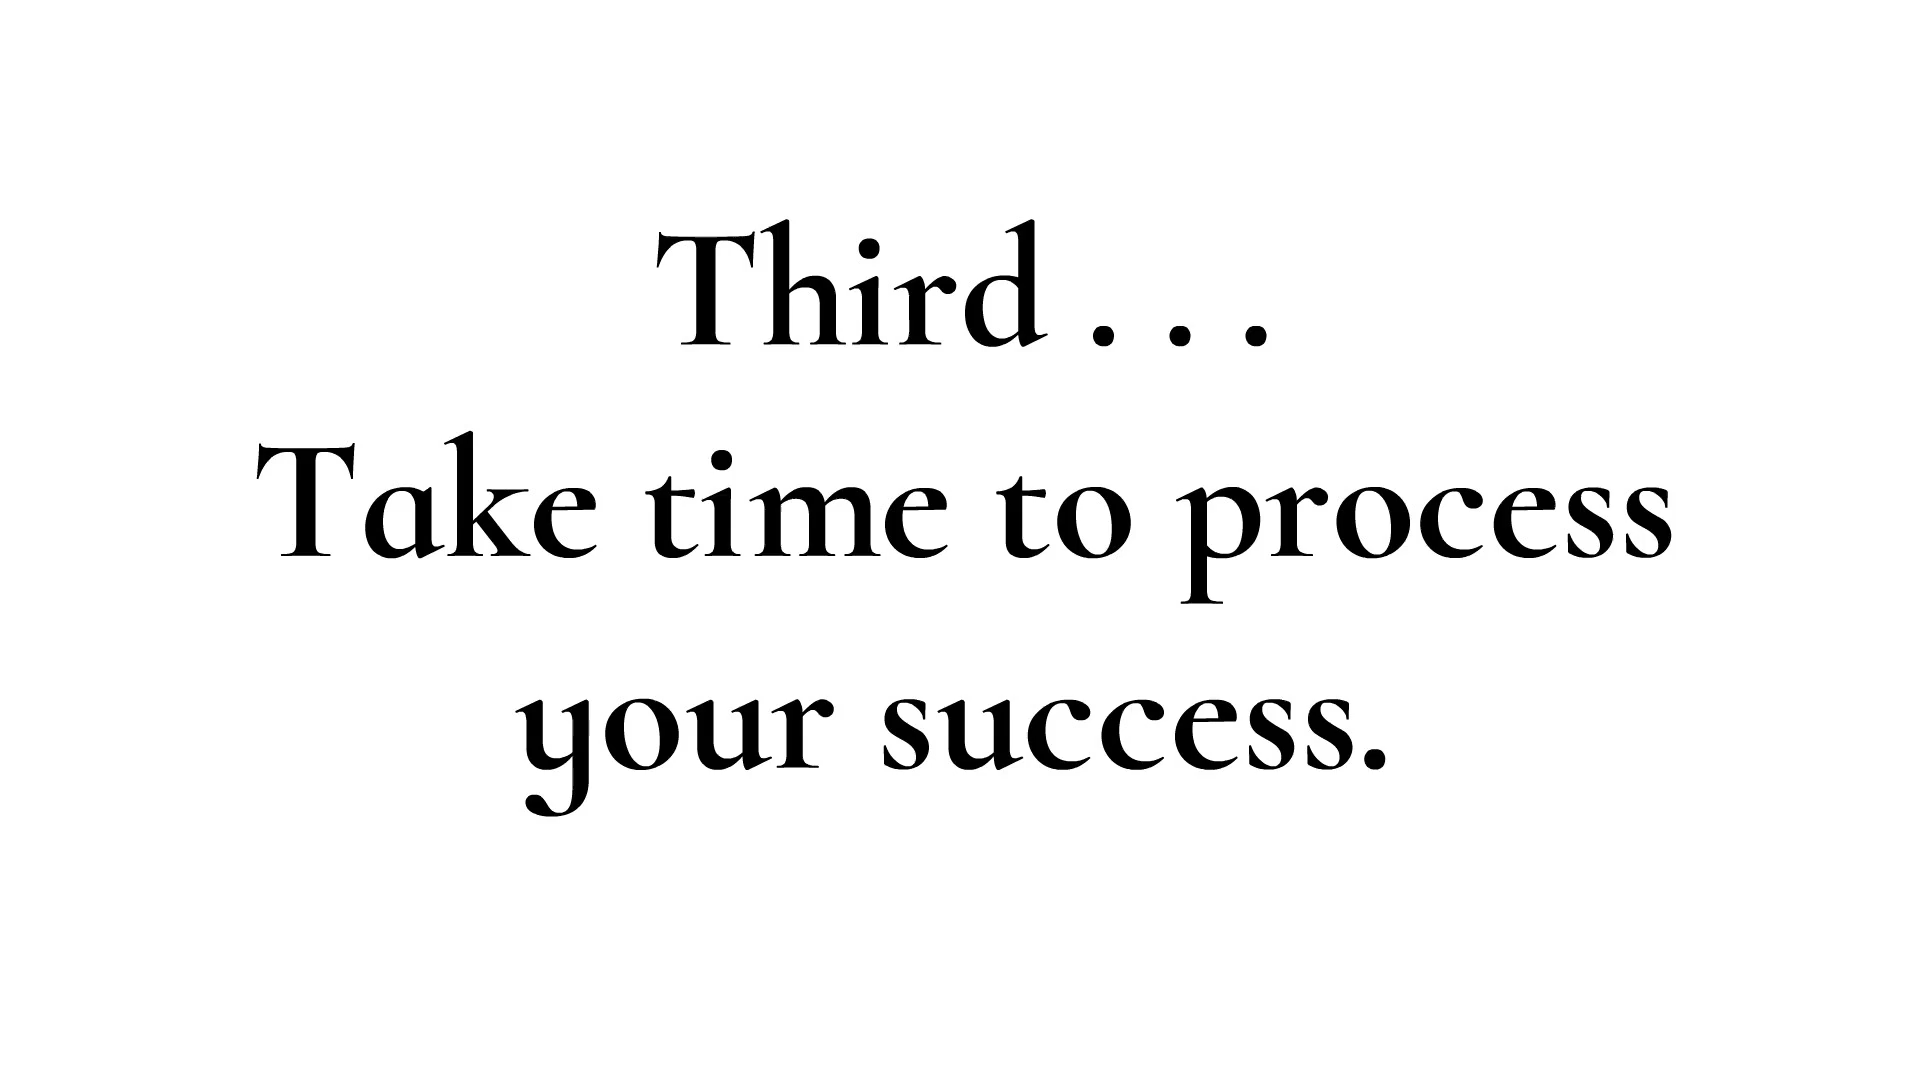 Third . . .
Take time to process
your success.